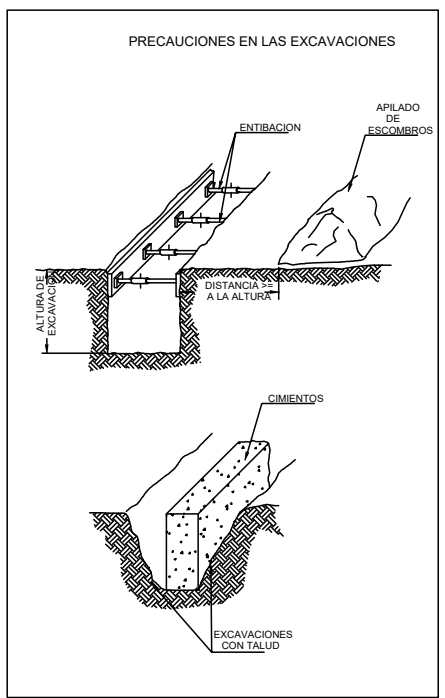 PRECAUCIONES EN LAS EXCAVACIONES
APILADO
DE
ESCOMBROS
ENTIBACION
DISTANCIA >=
A LA ALTURA
ALTURA DE
EXCAVACION
CIMIENTOS
EXCAVACIONES
CON TALUD